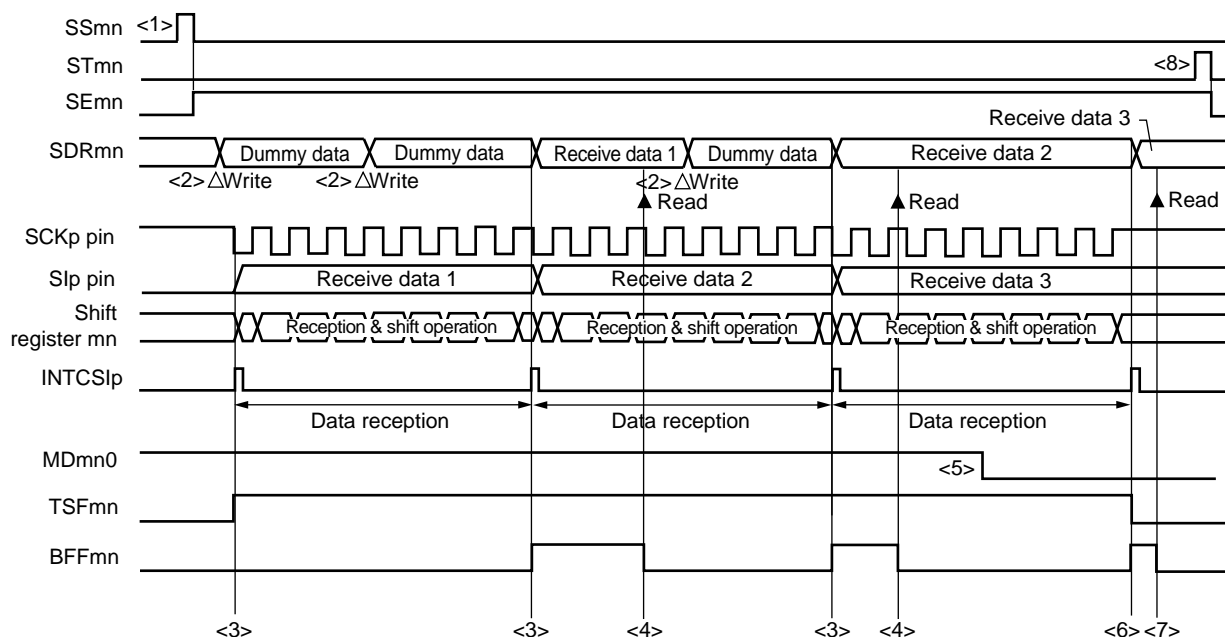 SSmn <1>
STmn <8>
SEmn
Receive data 3
SDRmn Dummy data Dummy data Receive data 1 Dummy data Receive data 2
<2> △Write <2> △Write <2> △Write
▲ Read ▲ Read ▲ Read
SCKp pin
SIp pin Receive data 1 Receive data 2 Receive data 3
Shift
register mn Reception & shift operation Reception & shift operation Reception & shift operation
INTCSIp
Data reception Data reception Data reception
MDmn0 <5>
TSFmn
BFFmn
<3> <3> <4> <3> <4> <6> <7>